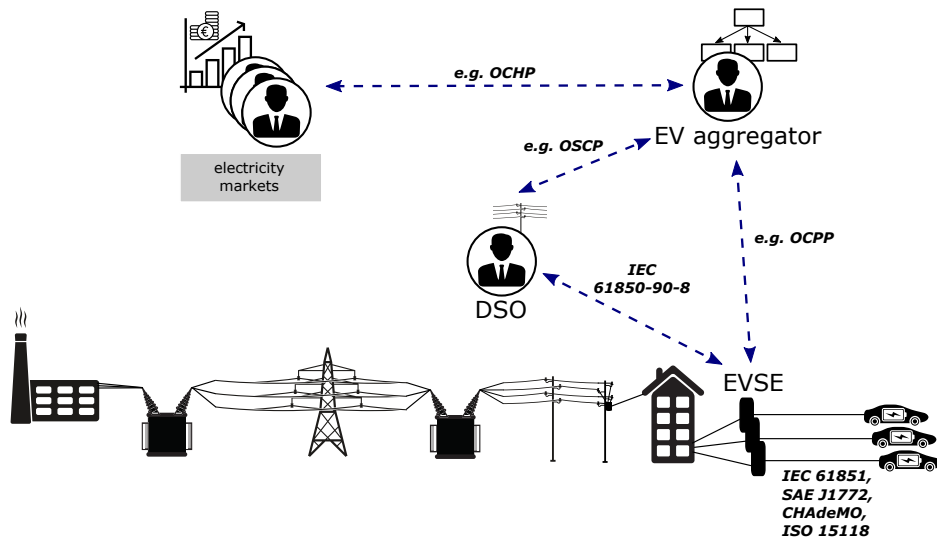 e.g. OCHP
EV aggregator
electricity
markets
e.g. OSCP
e.g. OCPP
IEC
61850-90-8
DSO
EVSE
IEC 61851,
SAE J1772,
CHAdeMO,
ISO 15118